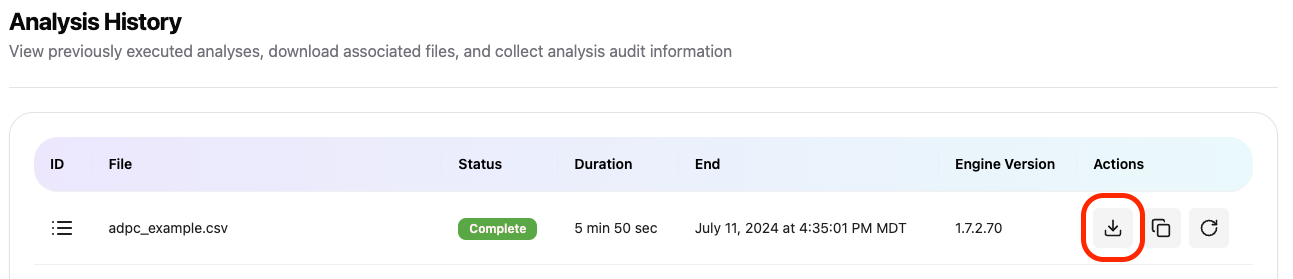 Analysis History
View previously executed analyses, download associated files, and collect analysis audit information
ID File Status Duration End Engine Version Actions
adpc_example.csv Complete 5 min 50 sec July 11, 2024 at 4:35:01 PM MDT 1.7.2.70